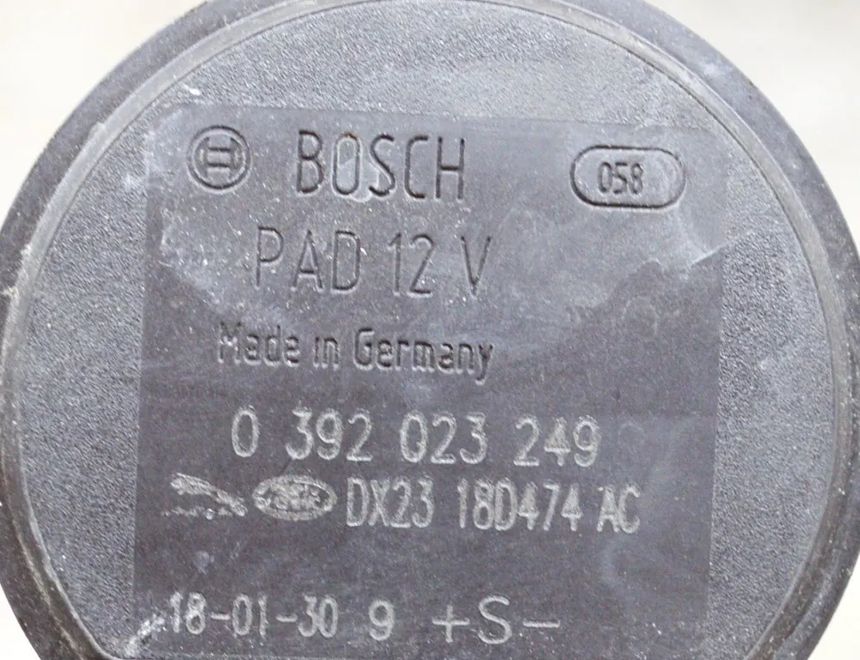 BOSCH 058
PAD 12 V
Made in Germany
0 392 023 249
DX23 18D474 AC
18-01-30 9 +S-